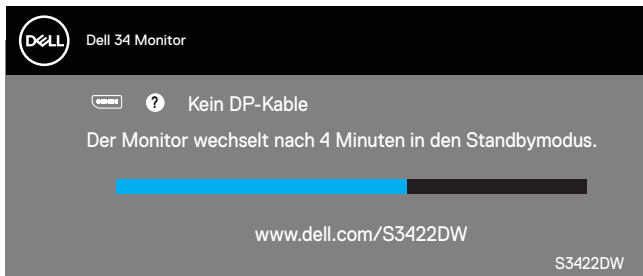 DELL
Dell 34 Monitor
? Kein DP-Kable
Der Monitor wechselt nach 4 Minuten in den Standbymodus.
www.dell.com/S3422DW
S3422DW